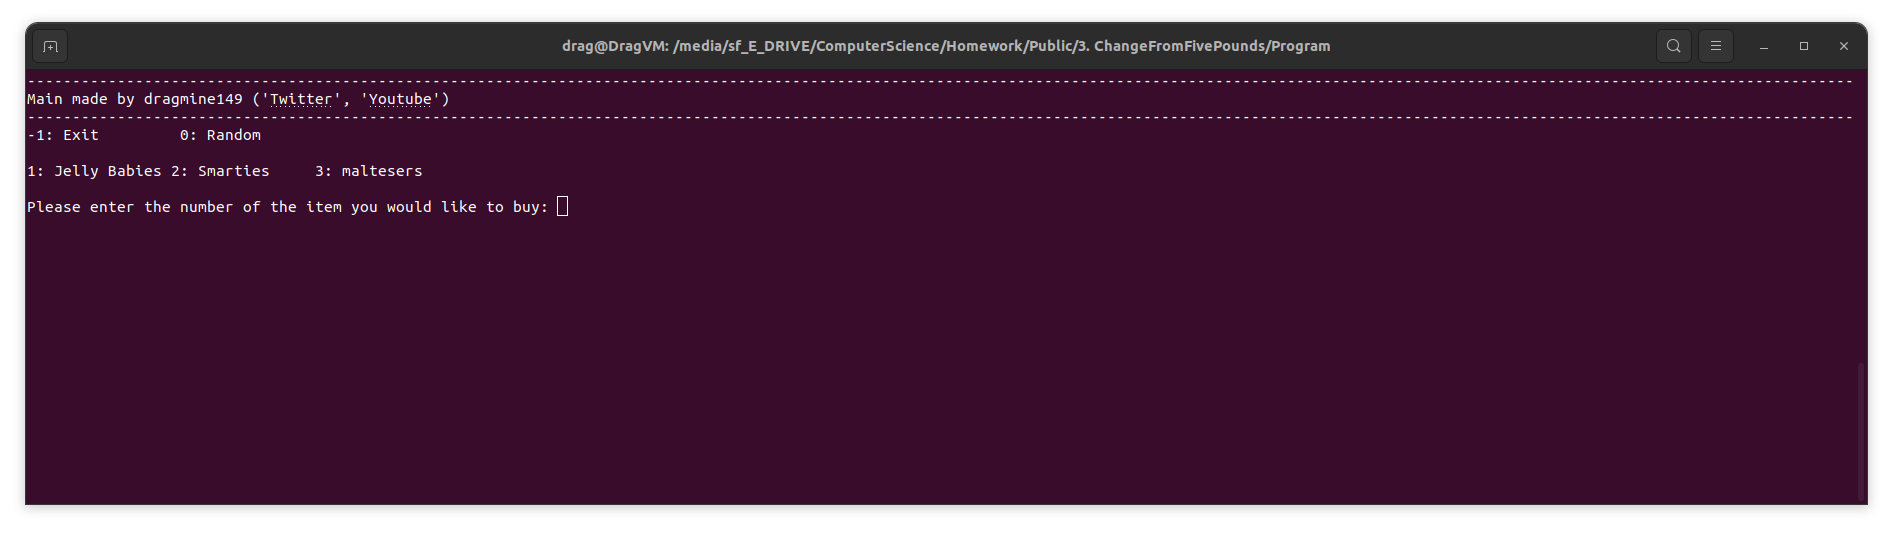 drag@DragVM: /media/sf_E_DRIVE/ComputerScience/Homework/Public/3. ChangeFromFivePounds/Program
--------------------------------------------------------------------------------------------------------------------------------------------------------------------------------------------------------
Main made by dragmine149 ('Twitter', 'Youtube')
--------------------------------------------------------------------------------------------------------------------------------------------------------------------------------------------------------
-1: Exit         0: Random
1: Jelly Babies 2: Smarties     3: maltesers
Please enter the number of the item you would like to buy: